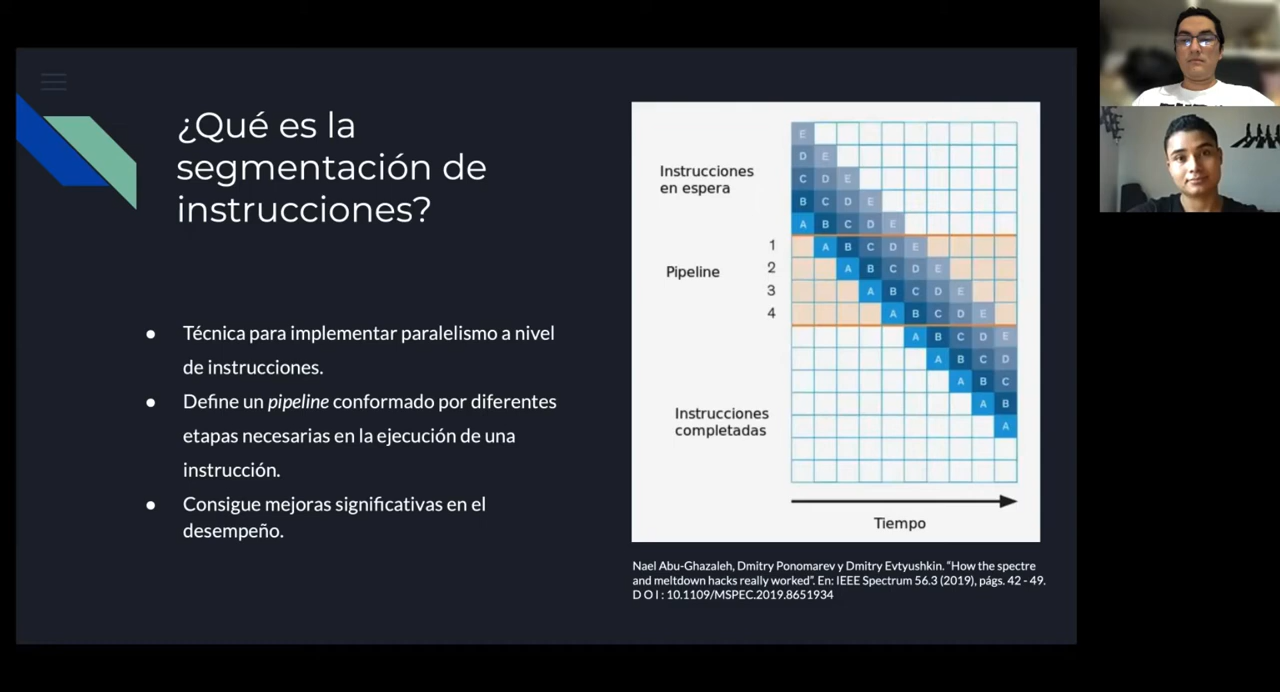 ¿Qué es la
segmentación de
instrucciones?
● Técnica para implementar paralelismo a nivel
de instrucciones.
● Define un pipeline conformado por diferentes
etapas necesarias en la ejecución de una
instrucción.
● Consigue mejoras significativas en el
desempeño.
Instrucciones
en espera
Pipeline
1
2
3
4
Instrucciones
completadas
E
D E
C D E
B C D E
A B C D E
A B C D E
A B C D E
A B C D E
A B C D E
A B C D E
A B C D
A B C
A B
A
Tiempo
Nael Abu-Ghazaleh, Dmitry Ponomarev y Dmitry Evtyushkin. "How the spectre
and meltdown hacks really worked". En: IEEE Spectrum 56.3 (2019), págs. 42 - 49.
D O I : 10.1109/MSPEC.2019.8651934